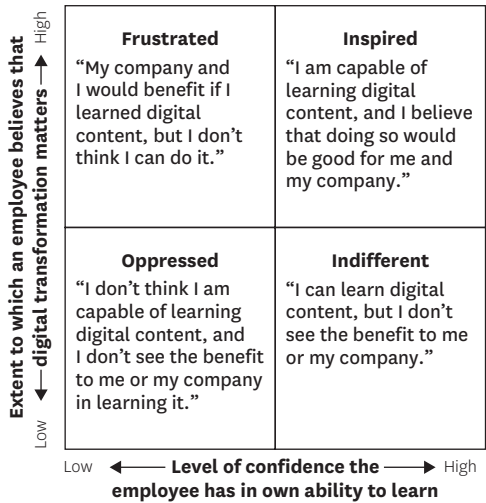 Extent to which an employee believes that
digital transformation matters
High
Low
Frustrated
“My company and
I would benefit if I
learned digital
content, but I don’t
think I can do it.”
Inspired
“I am capable of
learning digital
content, and I believe
that doing so would
be good for me and
my company.”
Oppressed
“I don’t think I am
capable of learning
digital content, and
I don’t see the benefit
to me or my company
in learning it.”
Indifferent
“I can learn digital
content, but I don’t
see the benefit to me
or my company.”
Low
Level of confidence the
High
employee has in own ability to learn